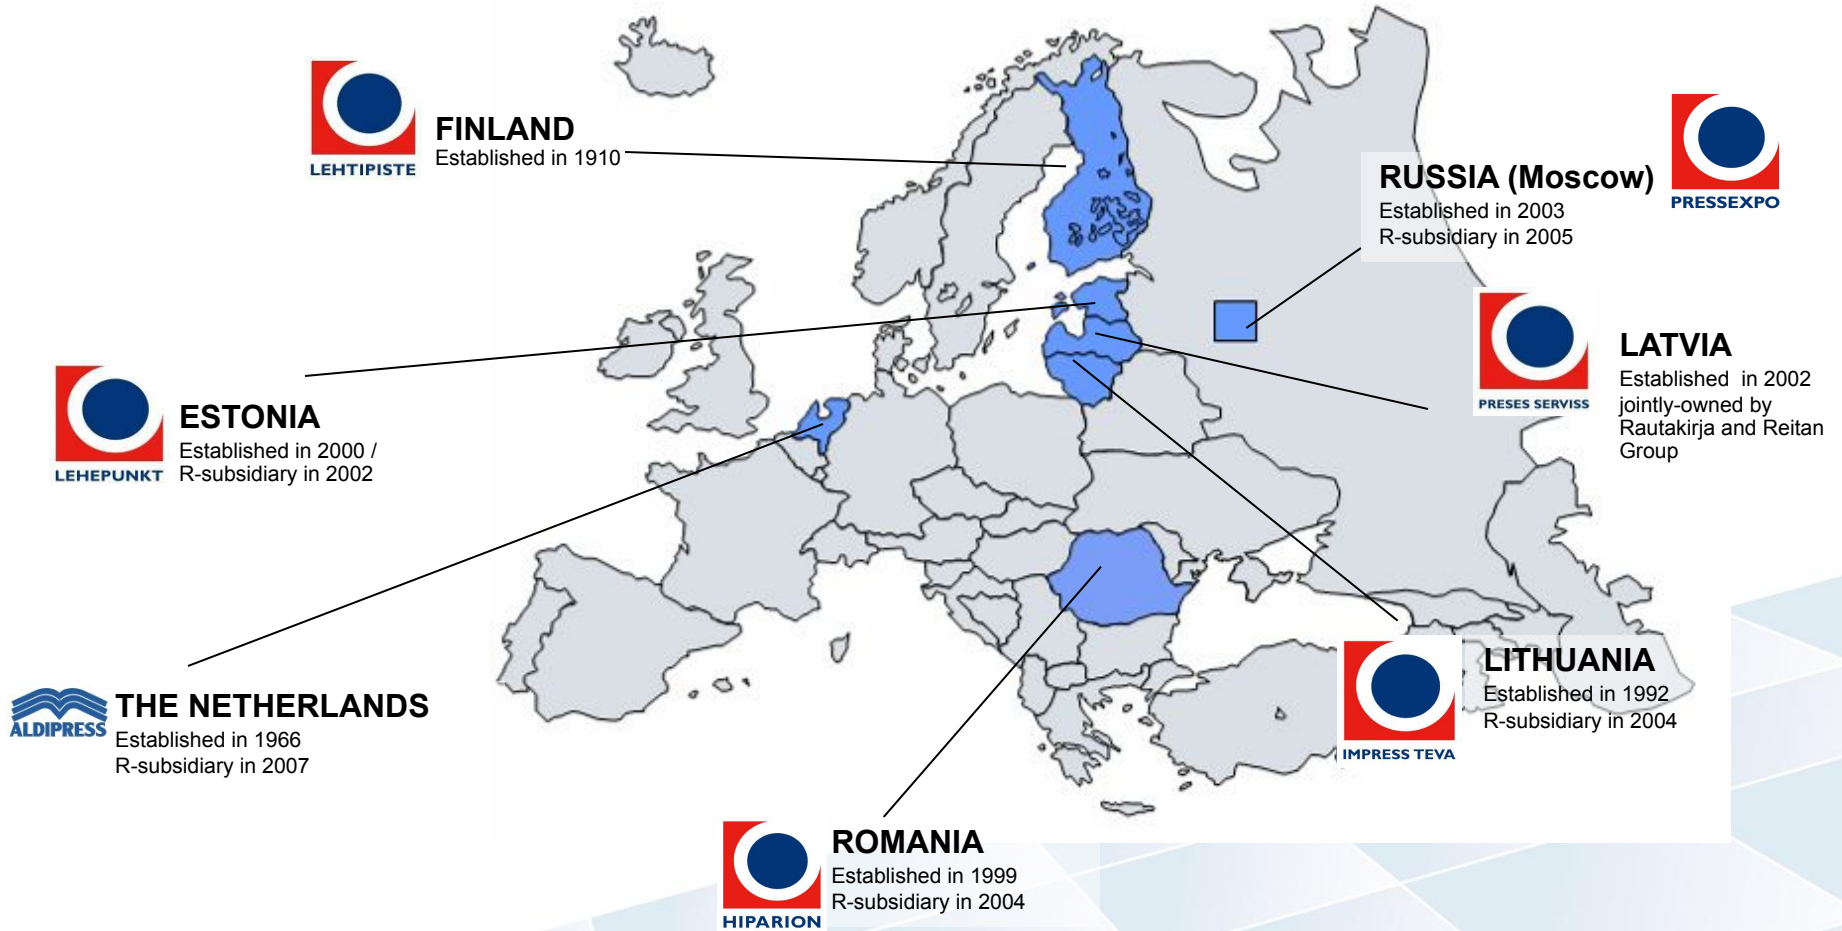 LEHTIPISTE
FINLAND
Established in 1910
RUSSIA (Moscow)
Established in 2003
R-subsidiary in 2005
PRESSEXPO
PRESES SERVISS
LATVIA
Established in 2002
jointly-owned by
Rautakirja and Reitan
Group
LEHEPUNKT
ESTONIA
Established in 2000 /
R-subsidiary in 2002
ALDIPRESS
THE NETHERLANDS
Established in 1966
R-subsidiary in 2007
IMPRESS TEVA
LITHUANIA
Established in 1992
R-subsidiary in 2004
HIPARION
ROMANIA
Established in 1999
R-subsidiary in 2004